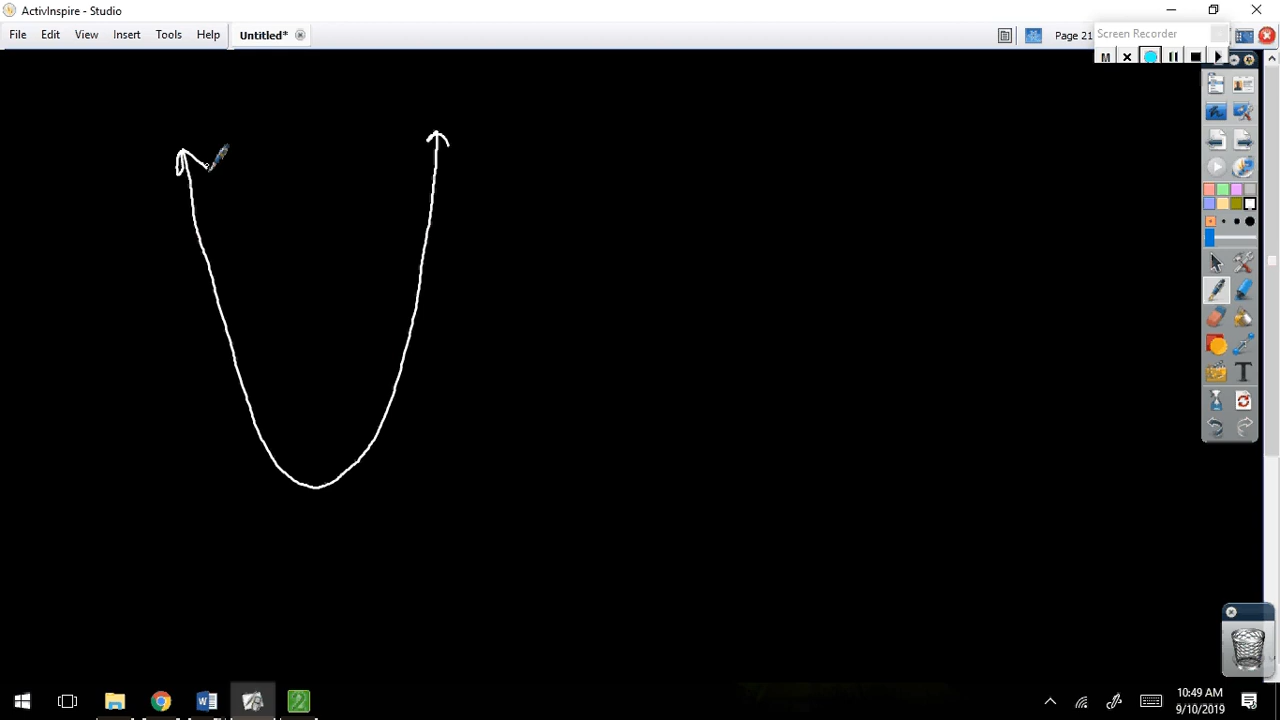 ActivInspire - Studio
File Edit View Insert Tools Help Untitled* Page 21
Screen Recorder
M
T
10:49 AM
9/10/2019